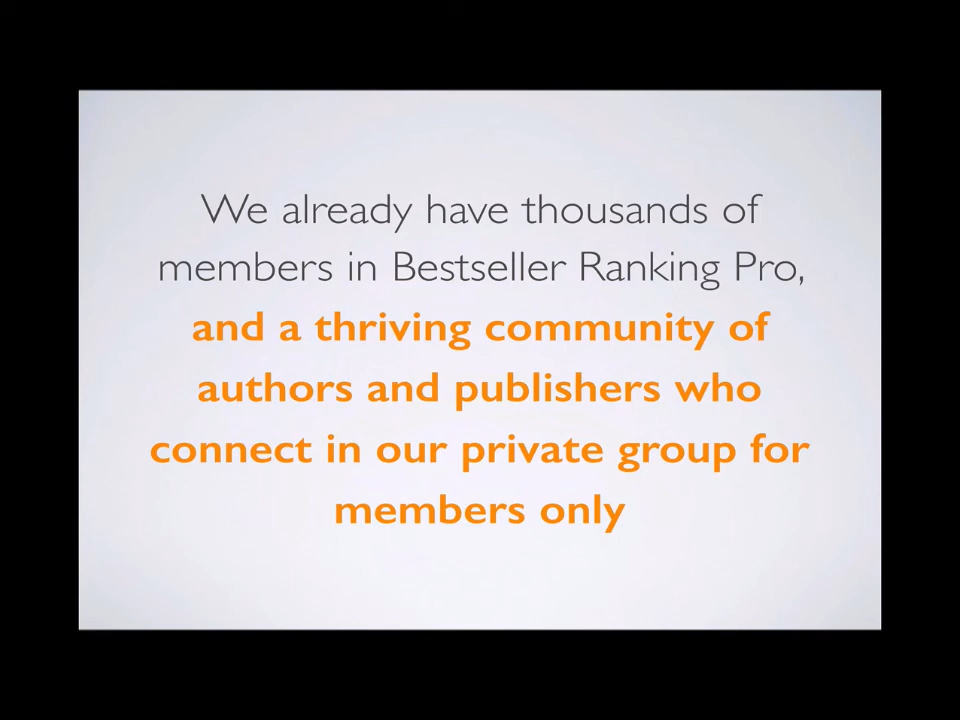 We already have thousands of
members in Bestseller Ranking Pro,
and a thriving community of
authors and publishers who
connect in our private group for
members only